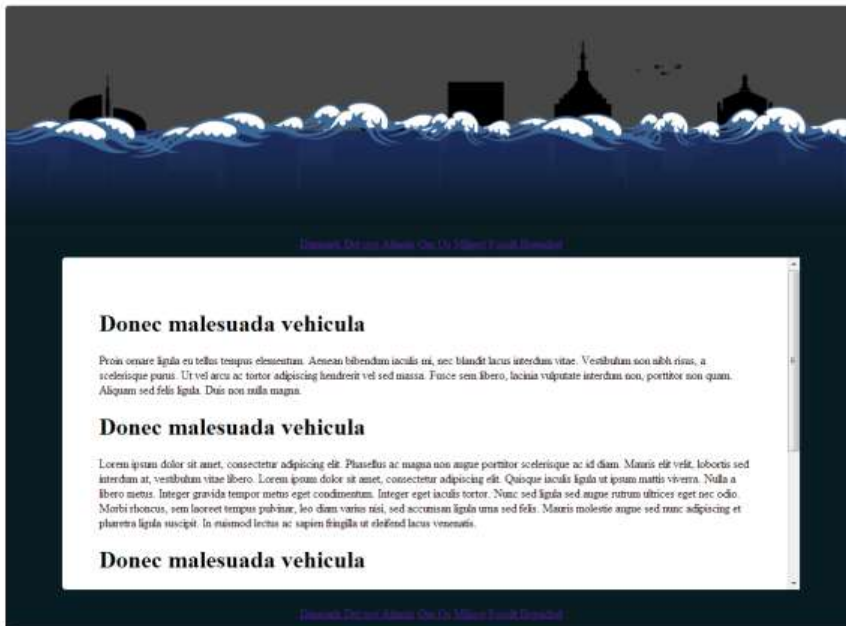 Donec malesuada vehicula
Proin ornare ligula eu tellus tempus elementum. Aenean bibendum iaculis mi, nec blandit lacus interdum vitae. Vestibulum non nibh risus, a
scelerisque purus. Ut vel arcu ac tortor adipiscing hendrerit vel sed massa. Fusce sem libero, lacinia vulputate interdum non, porttitor non quam.
Aliquam sed felis ligula. Duis non nulla magna.
Donec malesuada vehicula
Lorem ipsum dolor sit amet, consectetur adipiscing elit. Phasellus ac magna non augue porttitor scelerisque ac id diam. Mauris elit velit, lobortis sed
interdum at, vestibulum vitae libero. Lorem ipsum dolor sit amet, consectetur adipiscing elit. Quisque iaculis ligula ut ipsum mattis viverra. Nulla a
libero metus. Integer gravida tempor metus eget condimentum. Integer eget iaculis tortor. Nunc sed ligula sed augue rutrum ultrices eget nec odio.
Morbi rhoncus, sem laoreet tempus pulvinar, leo diam varius nisi, sed accumsan ligula urna sed felis. Mauris molestie augue sed nunc adipiscing et
pharetra ligula suscipit. In euismod lectus ac sapien fringilla ut eleifend lacus venenatis.
Donec malesuada vehicula